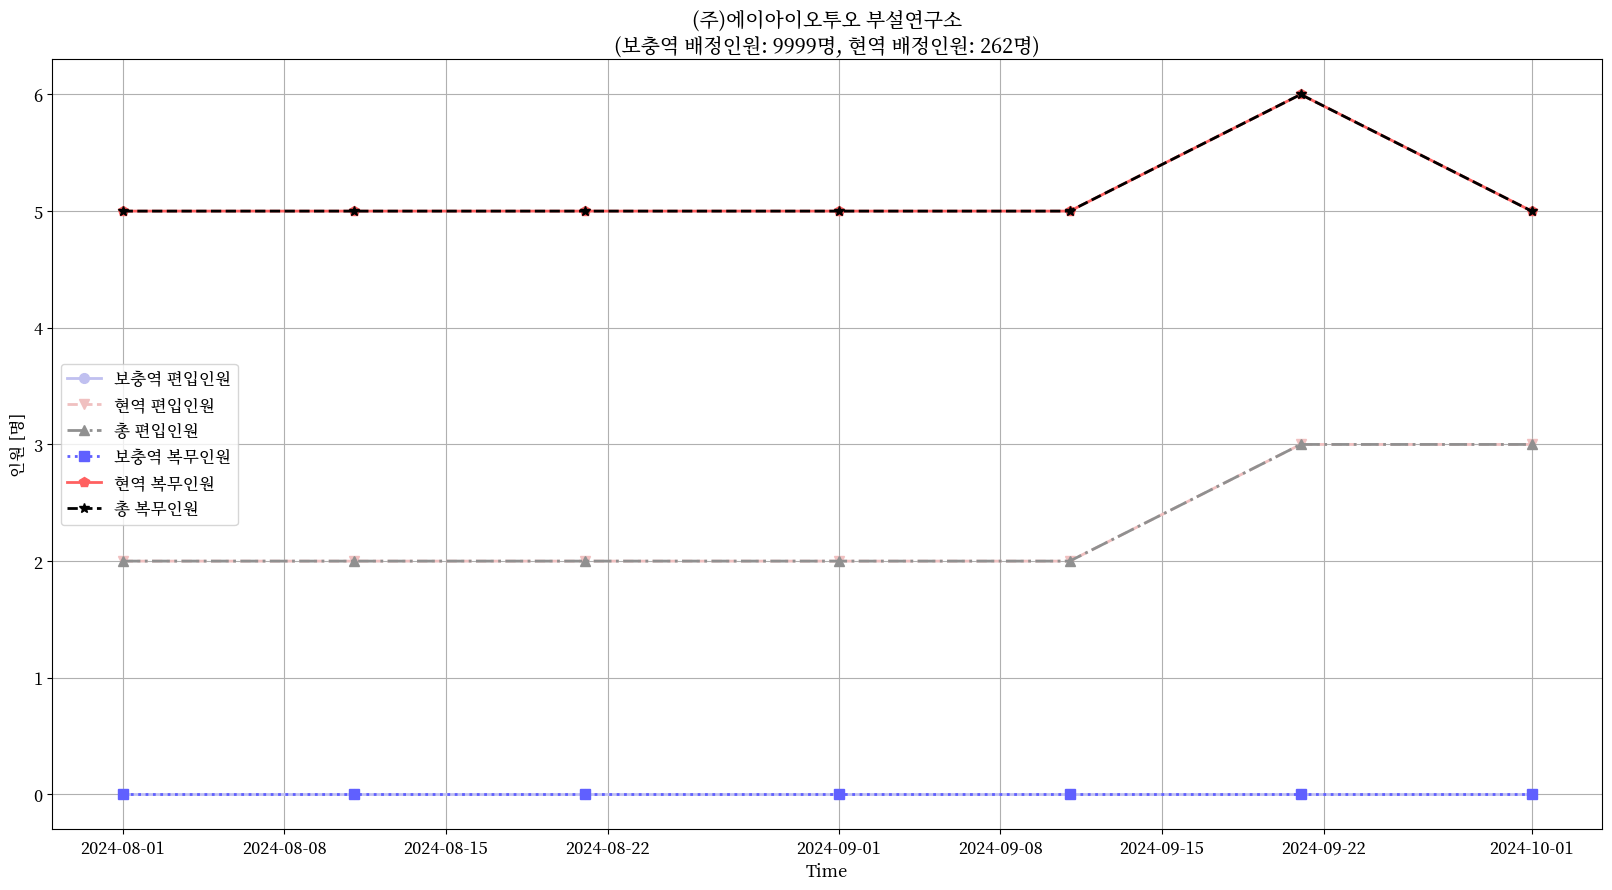 (주)에이아이오투오 부설연구소
(보충역 배정인원: 9999명, 현역 배정인원: 262명)
인원 [명]
6
5
4
3
2
1
0
보충역 편입인원
현역 편입인원
총 편입인원
보충역 복무인원
현역 복무인원
총 복무인원
2024-08-01
2024-08-08
2024-08-15
2024-08-22
2024-09-01
2024-09-08
2024-09-15
2024-09-22
2024-10-01
Time